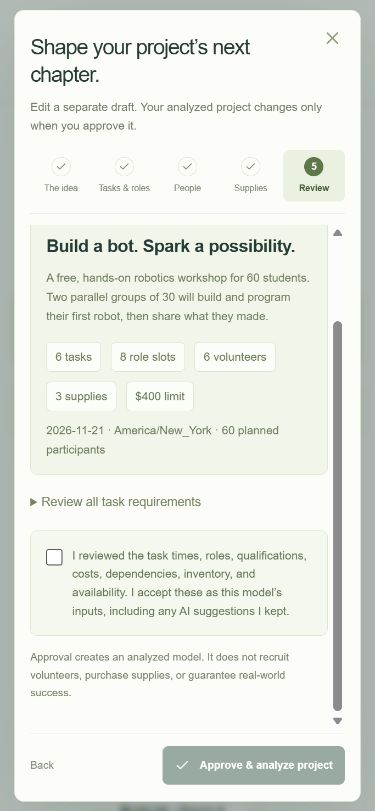 Shape your project’s next
chapter.
Edit a separate draft. Your analyzed project changes only
when you approve it.
The idea
Tasks & roles
People
Supplies
5
Review
Build a bot. Spark a possibility.
A free, hands-on robotics workshop for 60 students.
Two parallel groups of 30 will build and program
their first robot, then share what they made.
6 tasks
8 role slots
6 volunteers
3 supplies
$400 limit
2026-11-21 · America/New_York · 60 planned
participants
Review all task requirements
I reviewed the task times, roles, qualifications,
costs, dependencies, inventory, and
availability. I accept these as this model’s
inputs, including any AI suggestions I kept.
Approval creates an analyzed model. It does not recruit
volunteers, purchase supplies, or guarantee real-world
success.
Back
Approve & analyze project